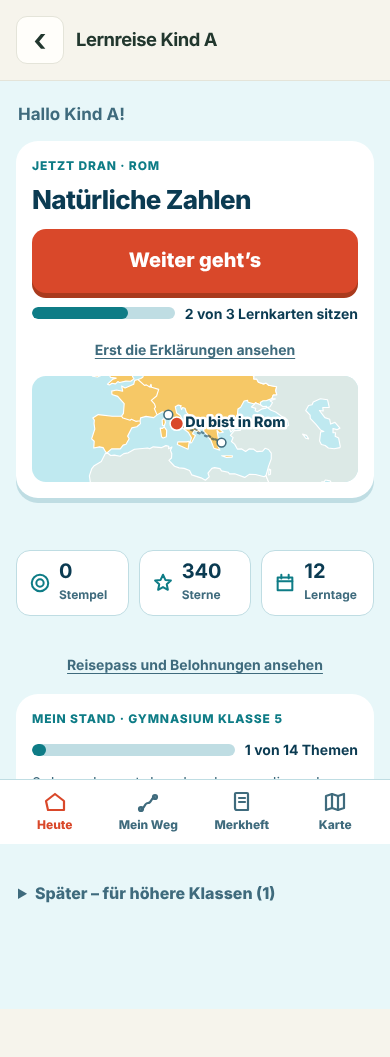 Lernreise Kind A
Hallo Kind A!
JETZT DRAN · ROM
Natürliche Zahlen
Weiter geht’s
2 von 3 Lernkarten sitzen
Erst die Erklärungen ansehen
Du bist in Rom
0
Stempel
340
Sterne
12
Lerntage
Reisepass und Belohnungen ansehen
MEIN STAND · GYMNASIUM KLASSE 5
1 von 14 Themen
Heute
Mein Weg
Merkheft
Karte
Später – für höhere Klassen (1)